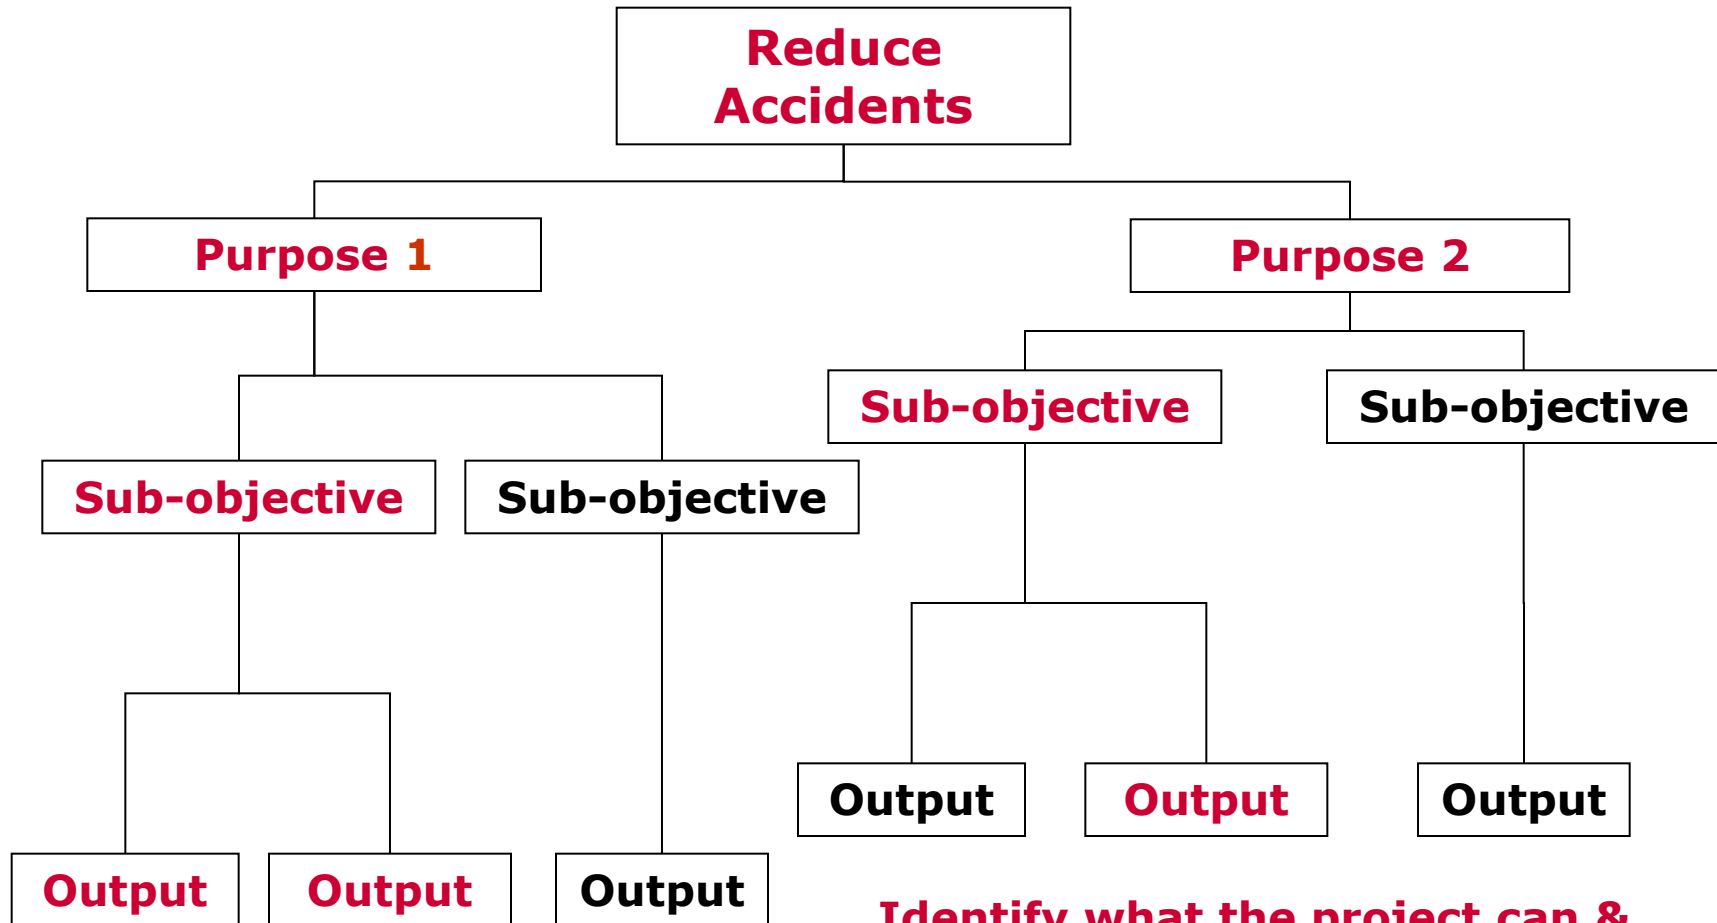 Reduce
Accidents
Purpose 1
Purpose 2
Sub-objective
Sub-objective
Sub-objective
Sub-objective
Output
Output
Output
Output
Output
Output
Identify what the project can &